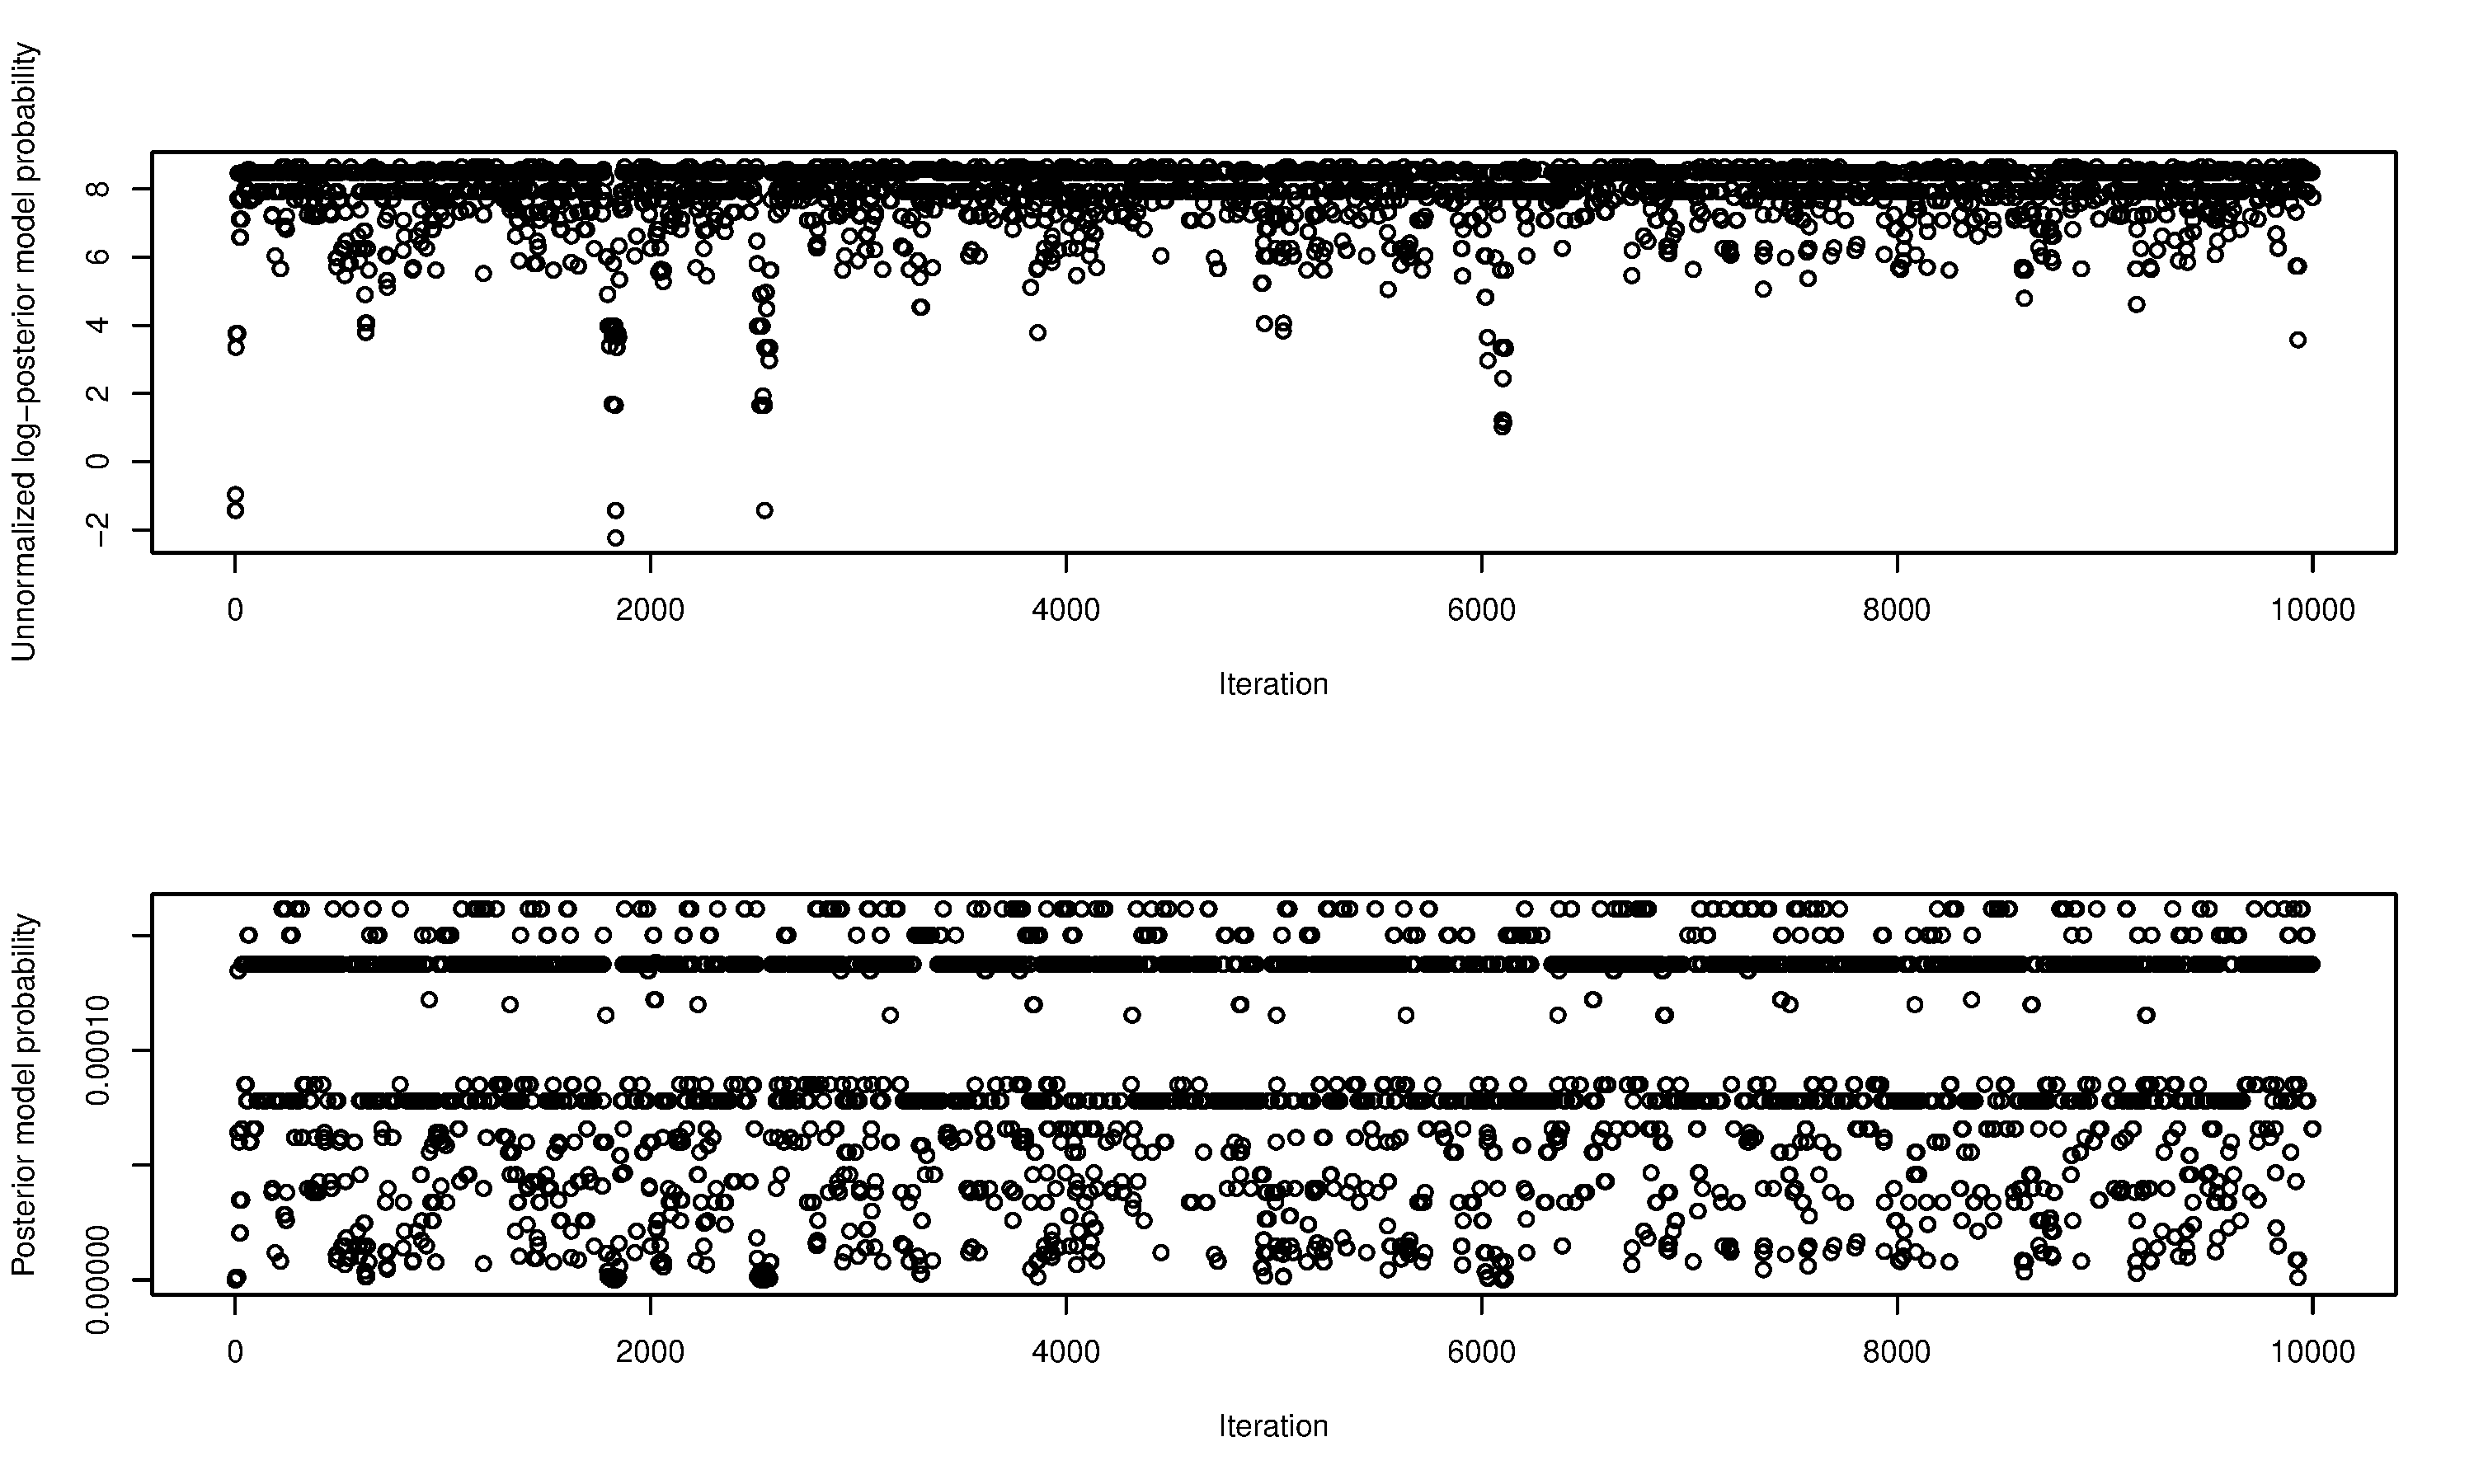 Unnormalized log−posterior model probability
8
6
4
2
0
−2
0 2000 4000 6000 8000 10000
Iteration
Posterior model probability
0.00010
0.00000
0 2000 4000 6000 8000 10000
Iteration